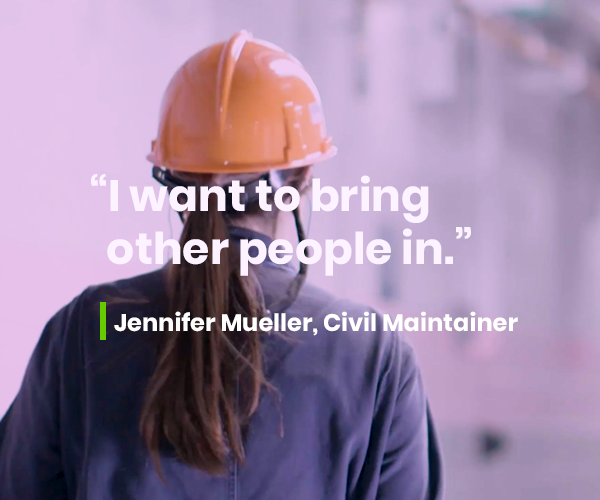 “I want to bring
other people in.”
Jennifer Mueller, Civil Maintainer